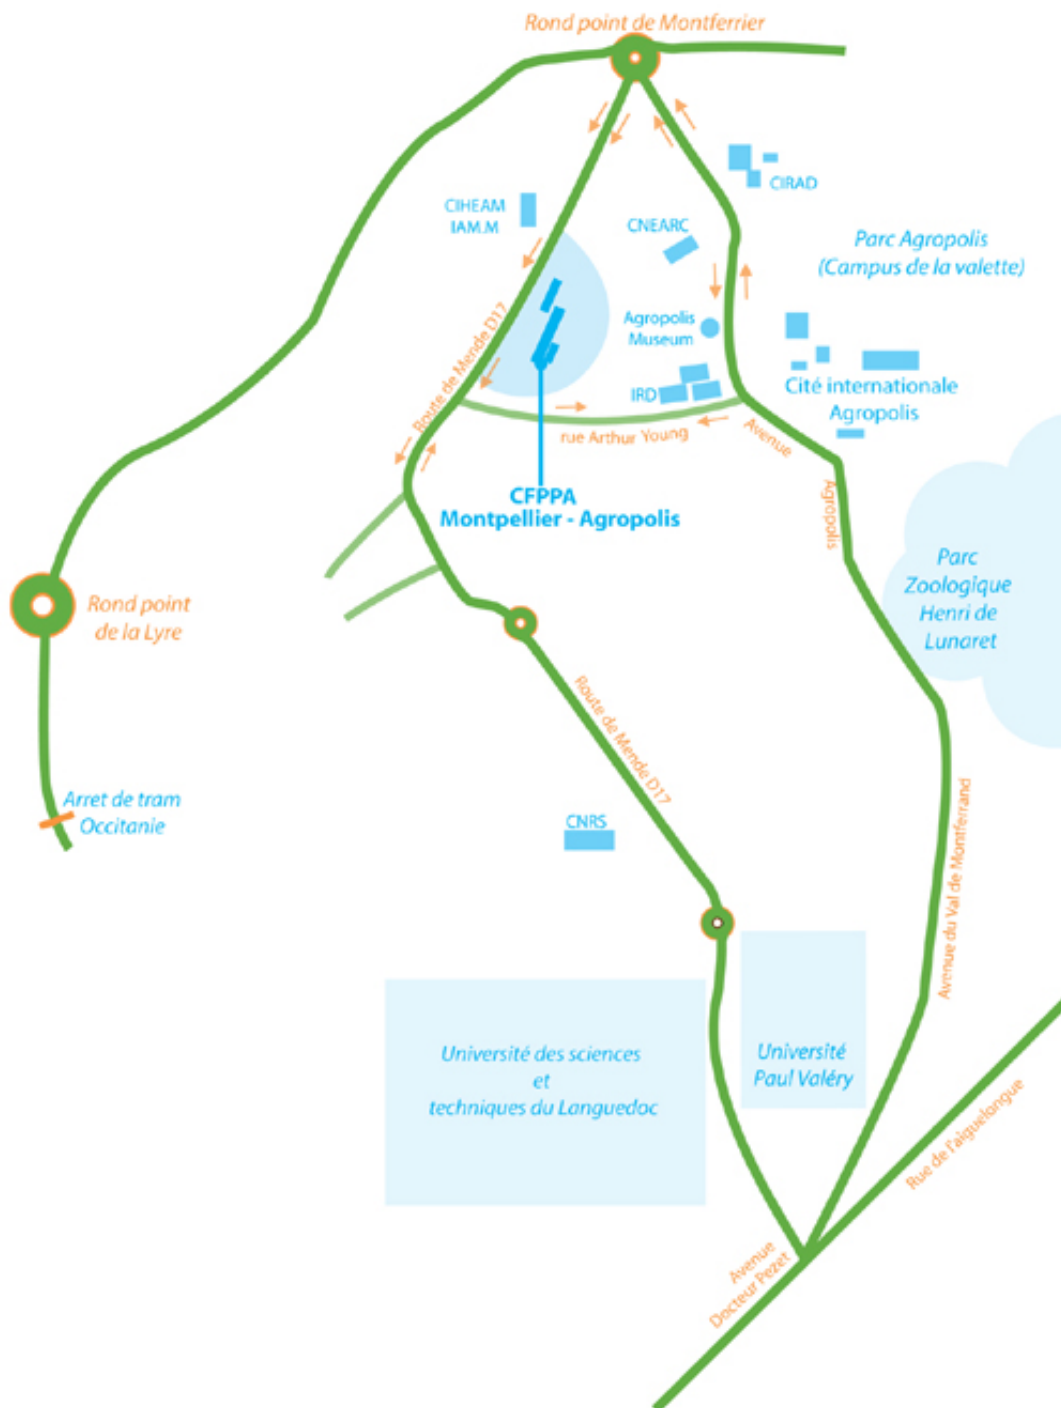 Rond point de Montferrier
CIRAD
CIHEAM
IAM.M
CNEARC
Parc Agropolis
(Campus de la valette)
Agropolis
Museum
Route de Mende D17
IRD
Cité internationale
Agropolis
rue Arthur Young
Avenue
Agropolis
CFPPA
Montpellier - Agropolis
Parc
Zoologique
Henri de
Lunaret
Rond point
de la Lyre
Route de Mende D17
Arret de tram
Occitanie
CNRS
Avenue du Val de Montferrand
Université des sciences
et
techniques du Languedoc
Université
Paul Valéry
Rue de l'aiguelongue
Avenue
Docteur Pezet